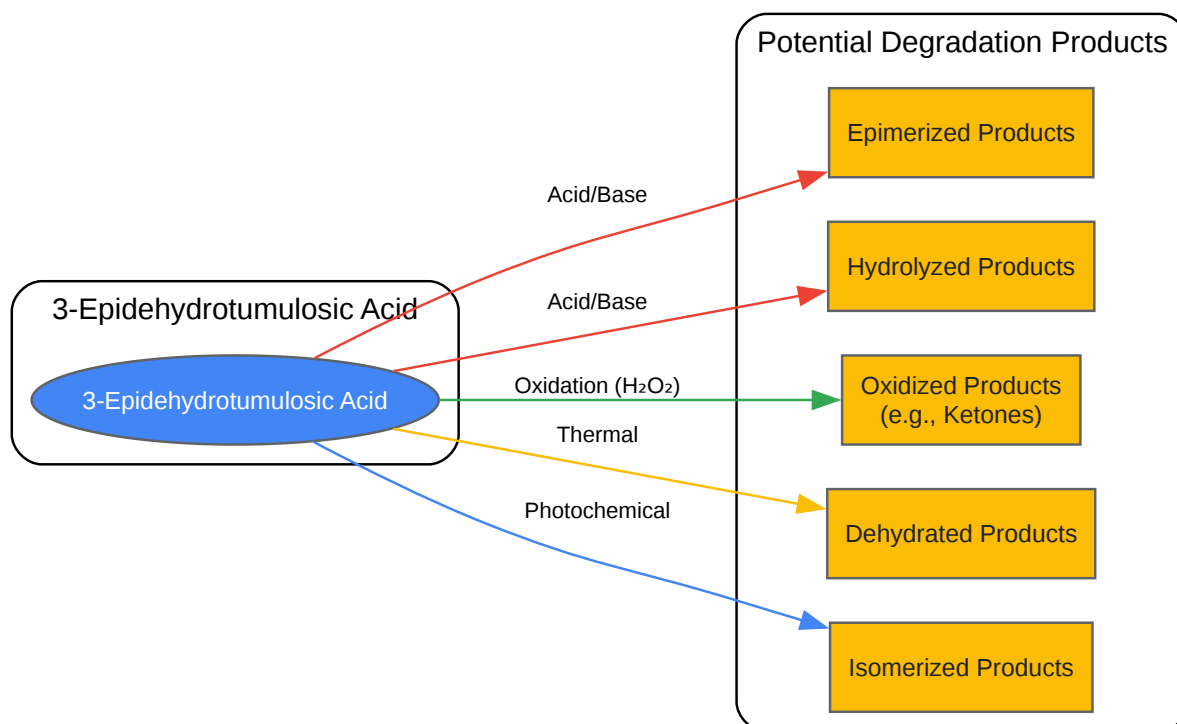 Potential Degradation Products
Epimerized Products
Acid/Base
Hydrolyzed Products
3-Epidehydrotumulosic Acid
Acid/Base
3-Epidehydrotumulosic Acid
Oxidation (H₂O₂)
Oxidized Products
(e.g., Ketones)
Thermal
Photochemical
Dehydrated Products
Isomerized Products